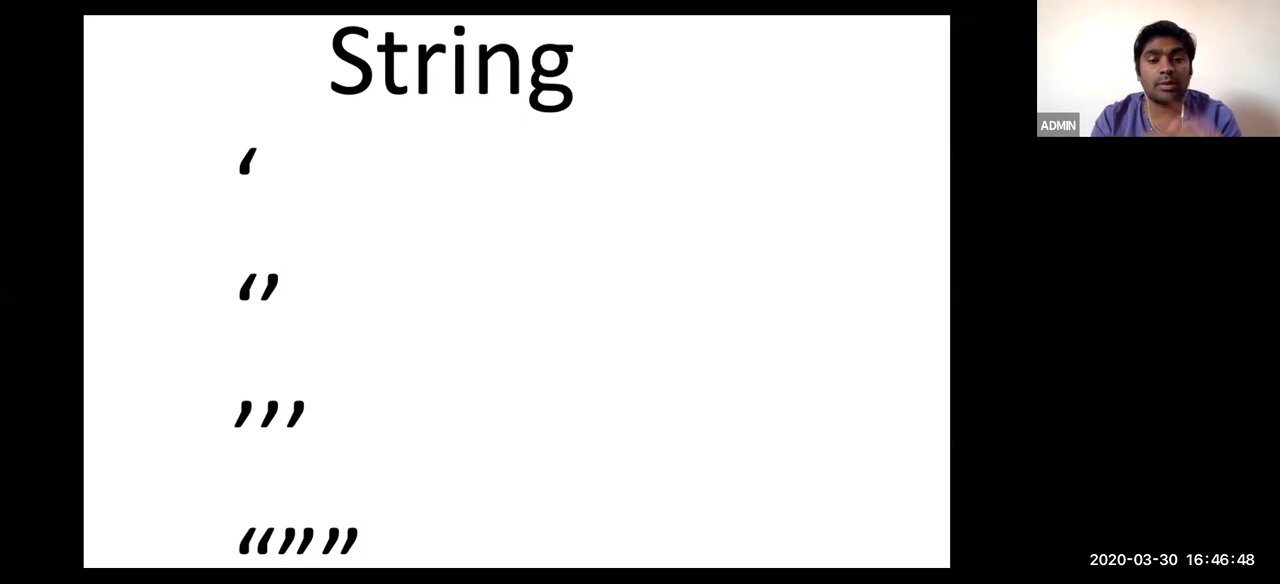 String
‘
‘’
’’’
“”””
ADMIN
2020-03-30 16:46:48